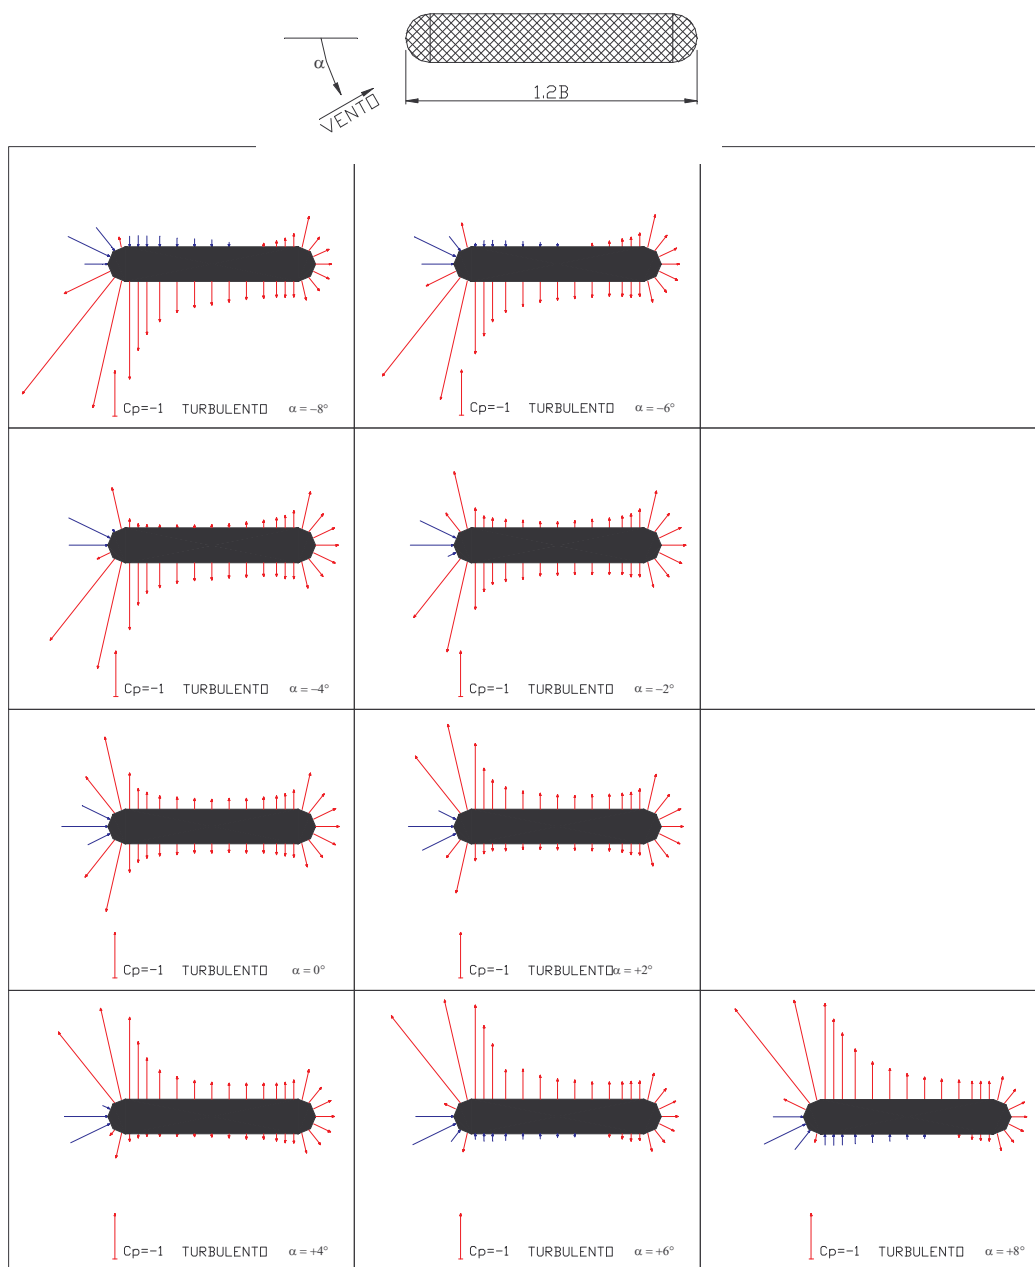 α
VENTO
1.2B
Cp=-1 TURBULENTO α = -8°
Cp=-1 TURBULENTO α = -6°
Cp=-1 TURBULENTO α = -4°
Cp=-1 TURBULENTO α = -2°
Cp=-1 TURBULENTO α = 0°
Cp=-1 TURBULENTO α = +2°
Cp=-1 TURBULENTO α = +4°
Cp=-1 TURBULENTO α = +6°
Cp=-1 TURBULENTO α = +8°